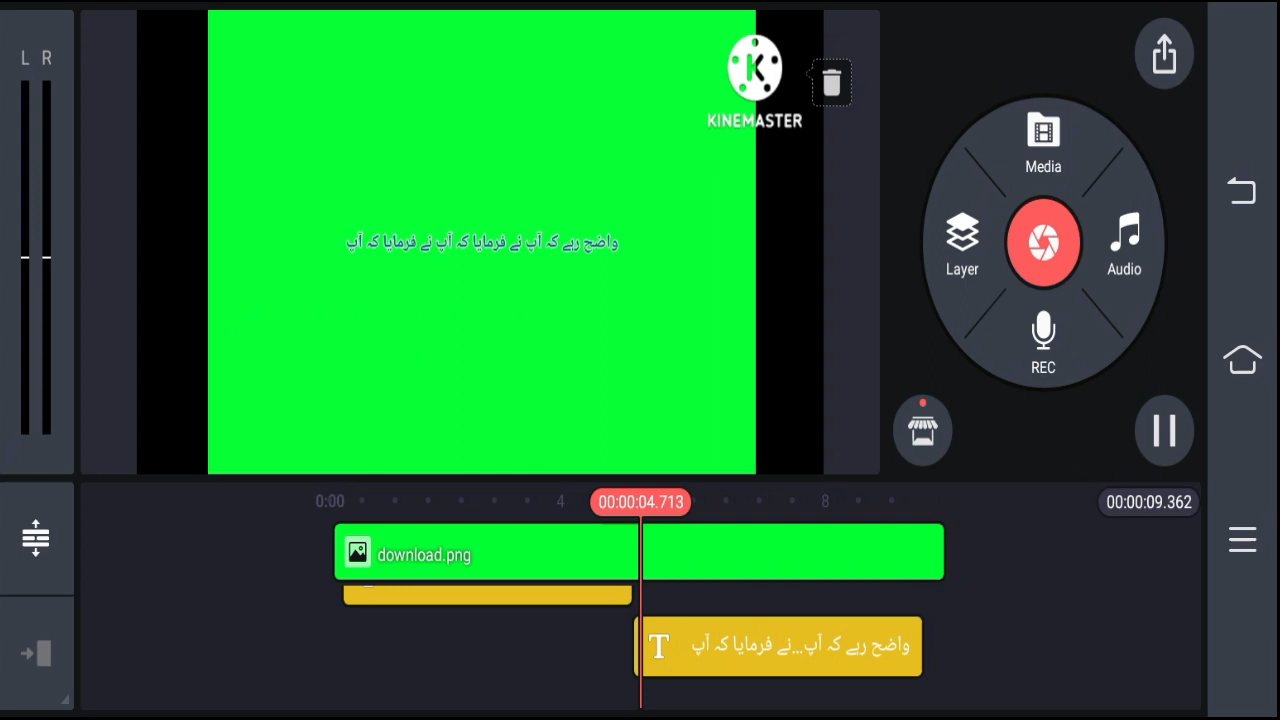 L R
KINEMASTER
واضح رہے کہ آپ نے فرمایا کہ آپ نے فرمایا کہ آپ
Media
Layer
Audio
REC
0:00
4
00:00:04.713
8
00:00:09.362
download.png
T
واضح رہے کہ آپ...نے فرمایا کہ آپ